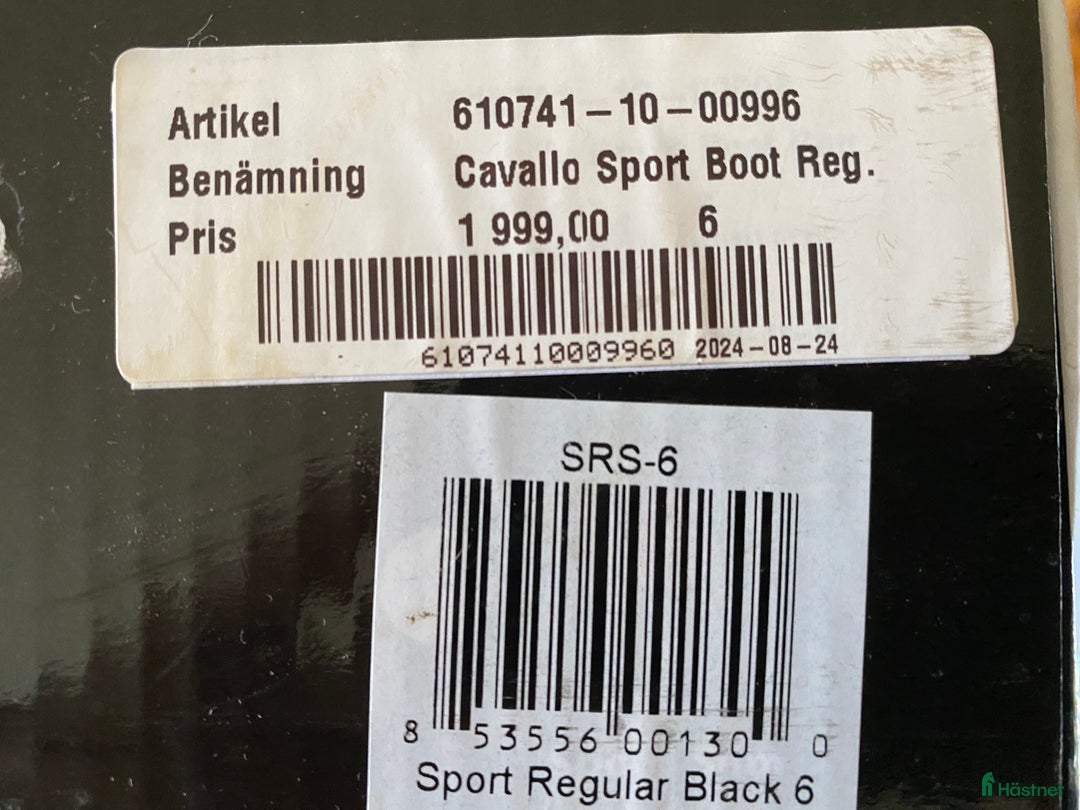 Artikel 610741-10-00996
Benämning Cavallo Sport Boot Reg.
Pris 1 999,00 6
61074110009960 2024-08-24
SRS-6
8 53556 00130 0
Sport Regular Black 6
Hästnet